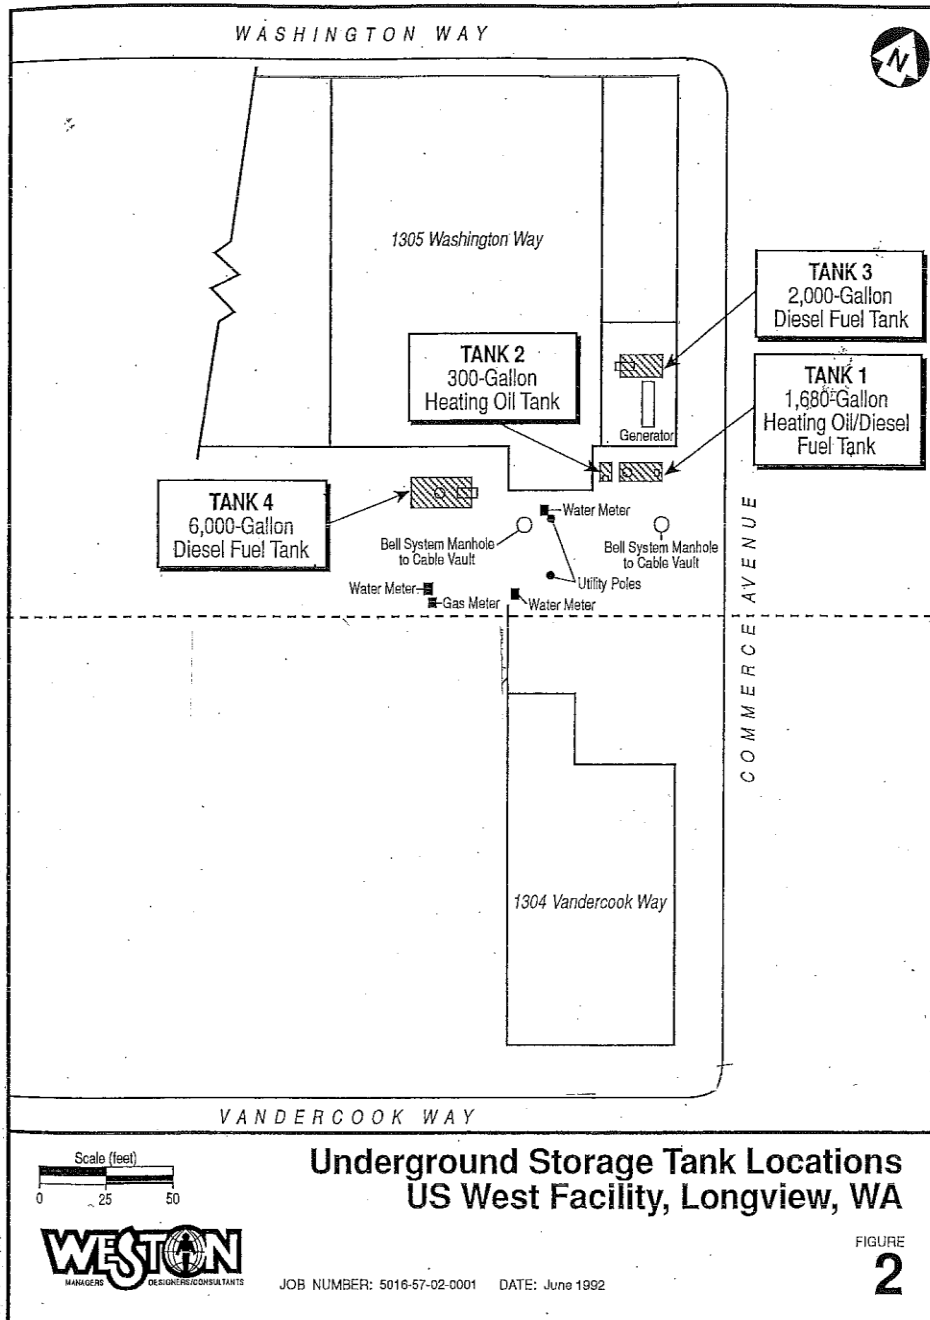 WASHINGTON WAY
N
1305 Washington Way
TANK 3
2,000-Gallon
Diesel Fuel Tank
TANK 2
300-Gallon
Heating Oil Tank
TANK 1
1,680-Gallon
Heating Oil/Diesel
Fuel Tank
Generator
TANK 4
6,000-Gallon
Diesel Fuel Tank
Water Meter
Bell System Manhole
to Cable Vault
Bell System Manhole
to Cable Vault
Utility Poles
Water Meter
Gas Meter
Water Meter
COMMERCE AVENUE
1304 Vandercook Way
VANDERCOOK WAY
Scale (feet)
0 25 50
Underground Storage Tank Locations
US West Facility, Longview, WA
WESTON
MANAGERS DESIGNERS/CONSULTANTS
JOB NUMBER: 5016-57-02-0001 DATE: June 1992
FIGURE
2